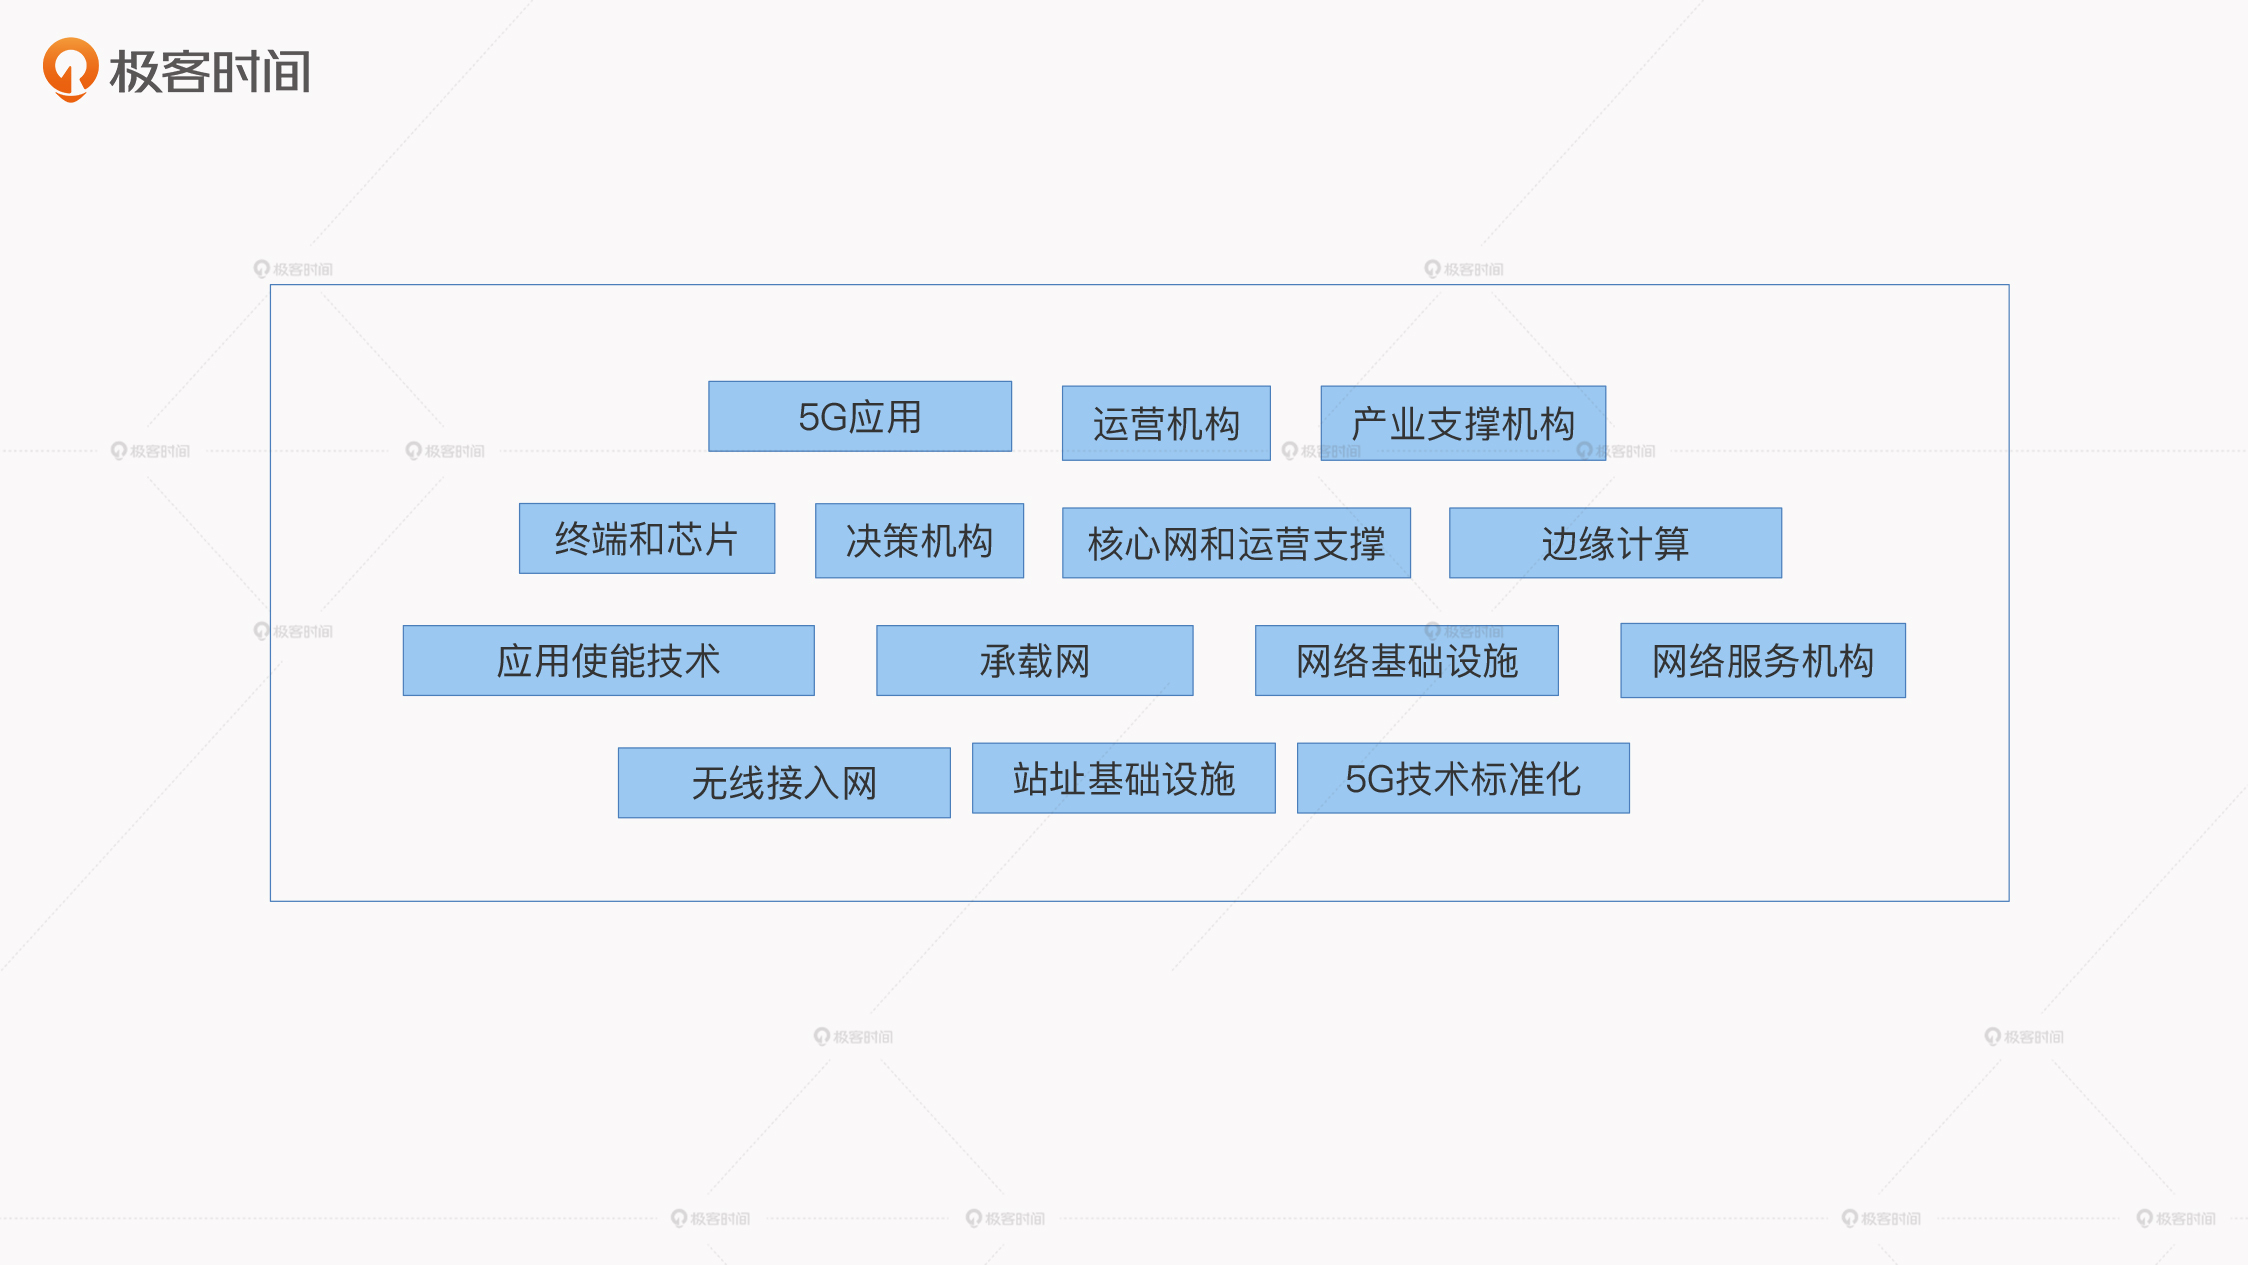 极客时间
极客时间 极客时间
5G应用 运营机构 产业支撑机构
极客时间 极客时间 极客时间 极客时间
终端和芯片 决策机构 核心网和运营支撑 边缘计算
极客时间 极客时间
应用使能技术 承载网 网络基础设施 网络服务机构
无线接入网 站址基础设施 5G技术标准化
极客时间 极客时间
极客时间 极客时间 极客时间 极客时间